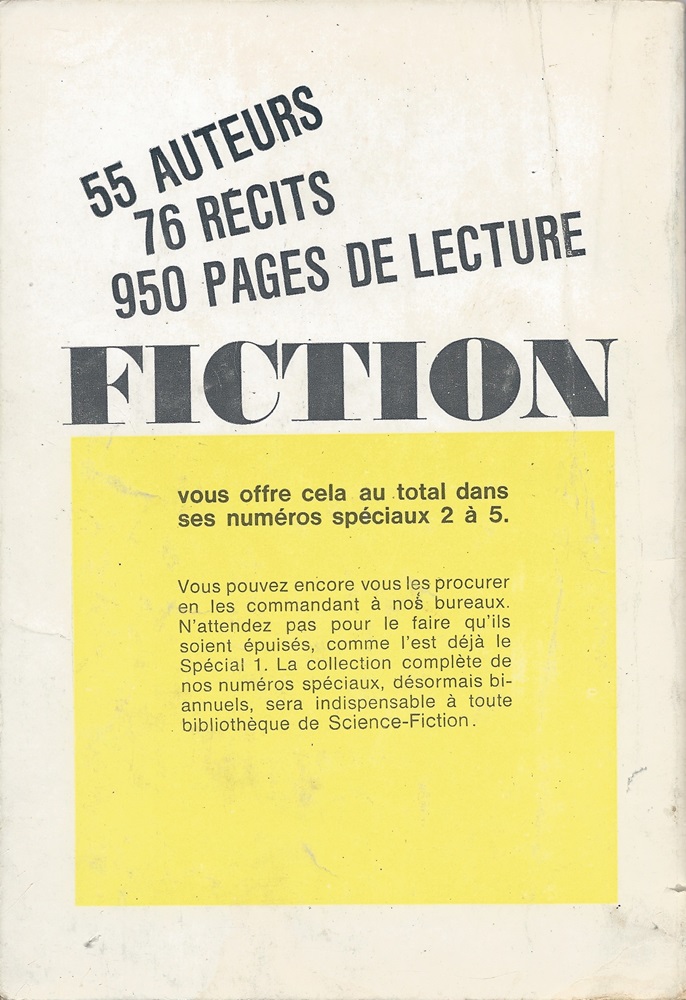 55 AUTEURS
76 RÉCITS
950 PAGES DE LECTURE
FICTION
vous offre cela au total dans
ses numéros spéciaux 2 à 5.
Vous pouvez encore vous les procurer
en les commandant à nos bureaux.
N'attendez pas pour le faire qu'ils
soient épuisés, comme l'est déjà le
Spécial 1. La collection complète de
nos numéros spéciaux, désormais bi-
annuels, sera indispensable à toute
bibliothèque de Science-Fiction.